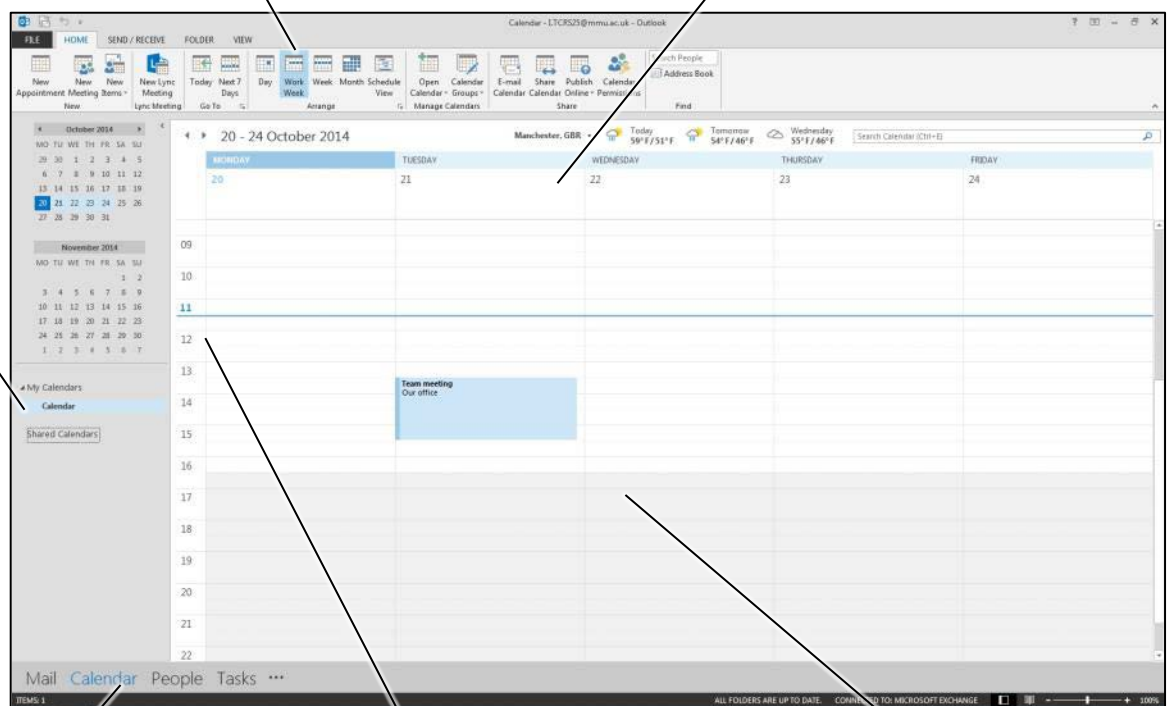 Calendar - LTCRS25@mmu.ac.uk - Outlook
FILE HOME SEND / RECEIVE FOLDER VIEW
New Appointment
New Meeting
New Items
New Lync Meeting
Today
Next 7 Days
Day
Work Week
Week
Month
Schedule View
Open Calendar
Calendar Groups
E-mail Calendar
Share Calendar
Publish Online
Calendar
Address Book
New Lync Meeting Go To Arrange Manage Calendars Share Find
October 2014
MO TU WE TH FR SA SU
29 30 1 2 3 4 5
6 7 8 9 10 11 12
13 14 15 16 17 18 19
20 21 22 23 24 25 26
27 28 29 30 31
November 2014
MO TU WE TH FR SA SU
1 2
3 4 5 6 7 8 9
10 11 12 13 14 15 16
17 18 19 20 21 22 23
24 25 26 27 28 29 30
1 2 3 4 5 6 7
My Calendars
Calendar
Shared Calendars
20 - 24 October 2014
Manchester, GBR
Today
59°F/51°F
Tomorrow
54°F/46°F
Wednesday
55°F/46°F
Search Calendar (Ctrl+E)
MONDAY TUESDAY WEDNESDAY THURSDAY FRIDAY
20 21 22 23 24
09
10
11
12
13
Team meeting
Our office
14
15
16
17
18
19
20
21
22
Mail Calendar People Tasks •••
ITEMS: 1 ALL FOLDERS ARE UP TO DATE. CONNECTED TO: MICROSOFT EXCHANGE 100%